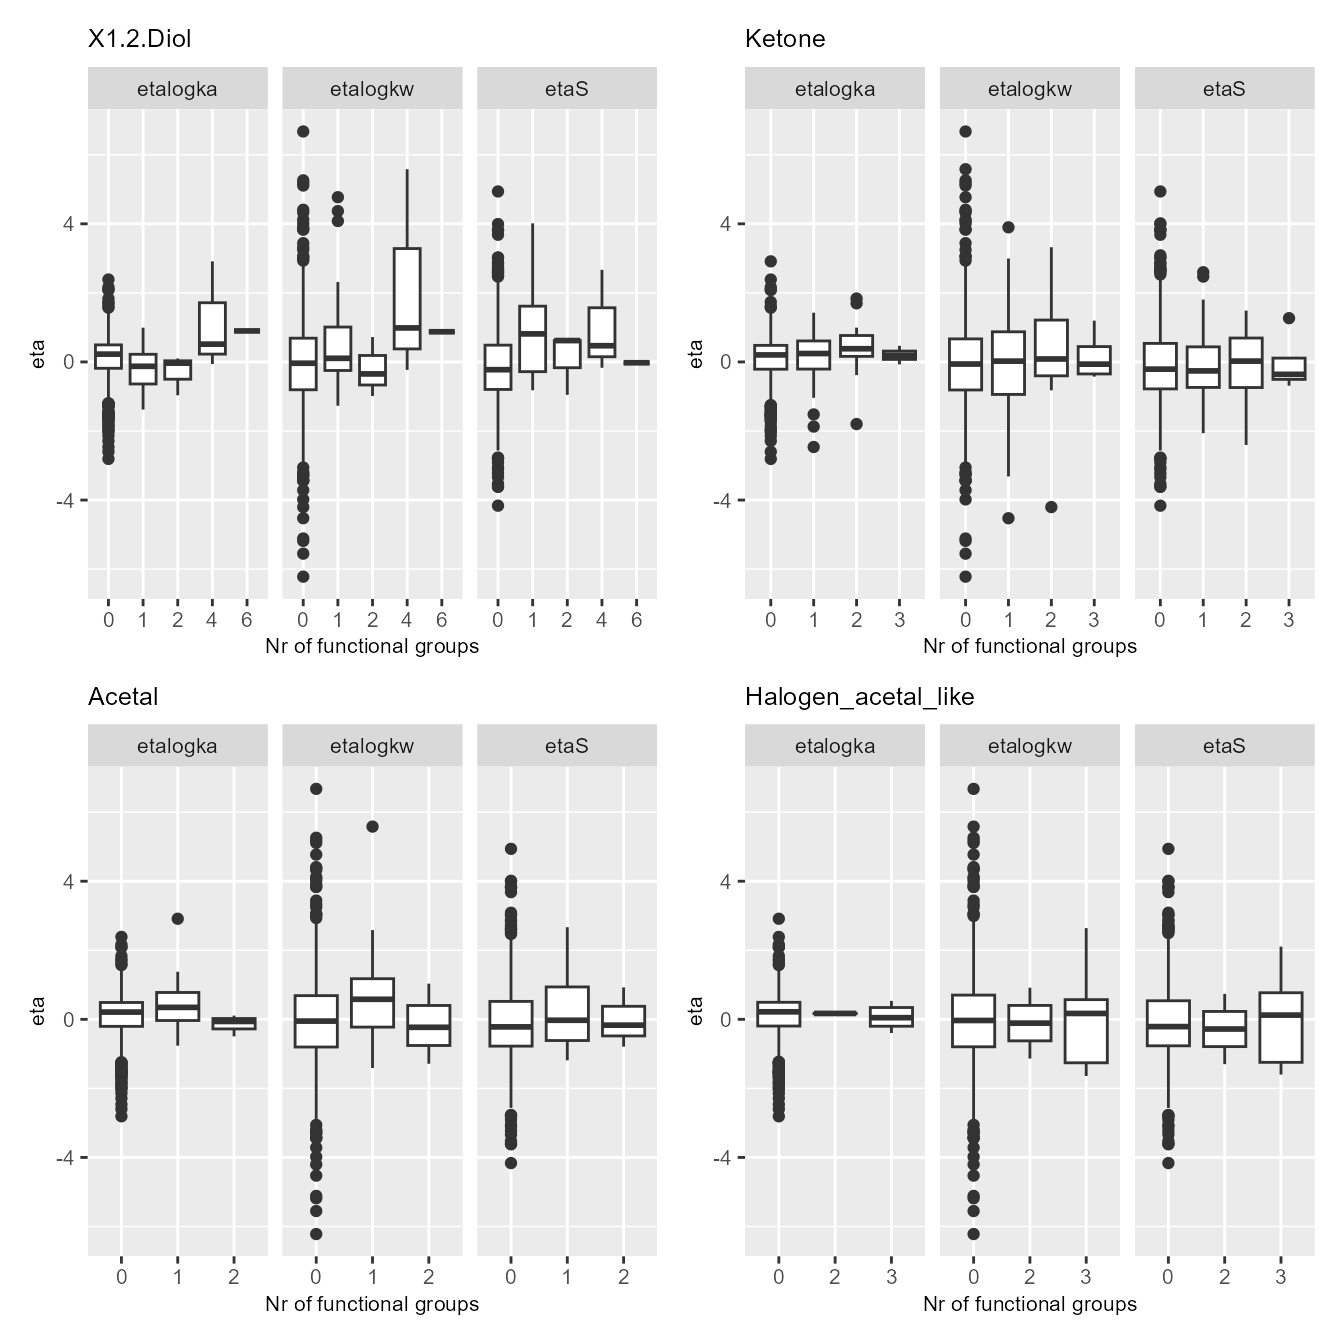 X1.2.Diol
etalogka etalogkw etaS
4
0
-4
eta
0 1 2 4 6 0 1 2 4 6 0 1 2 4 6
Nr of functional groups
Ketone
etalogka etalogkw etaS
4
0
-4
eta
0 1 2 3 0 1 2 3 0 1 2 3
Nr of functional groups
Acetal
etalogka etalogkw etaS
4
0
-4
eta
0 1 2 0 1 2 0 1 2
Nr of functional groups
Halogen_acetal_like
etalogka etalogkw etaS
4
0
-4
eta
0 2 3 0 2 3 0 2 3
Nr of functional groups